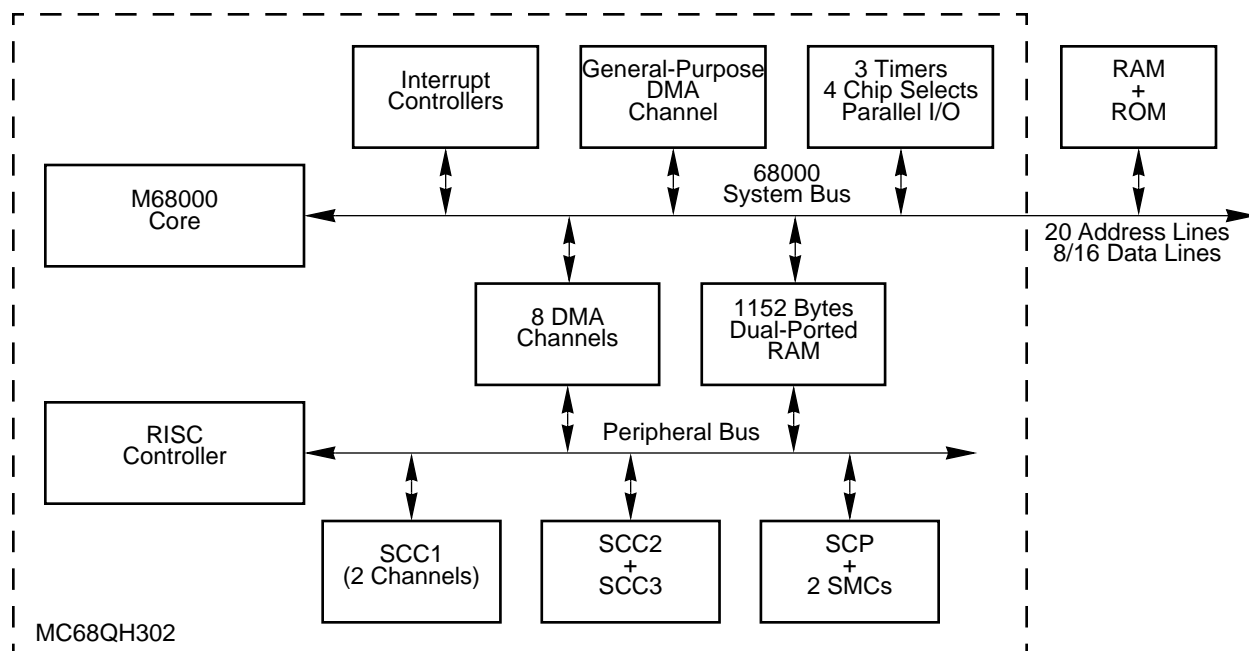 Interrupt
Controllers
General-Purpose
DMA
Channel
3 Timers
4 Chip Selects
Parallel I/O
RAM
+
ROM
M68000
Core
68000
System Bus
20 Address Lines
8/16 Data Lines
8 DMA
Channels
1152 Bytes
Dual-Ported
RAM
RISC
Controller
Peripheral Bus
SCC1
(2 Channels)
SCC2
+
SCC3
SCP
+
2 SMCs
MC68QH302